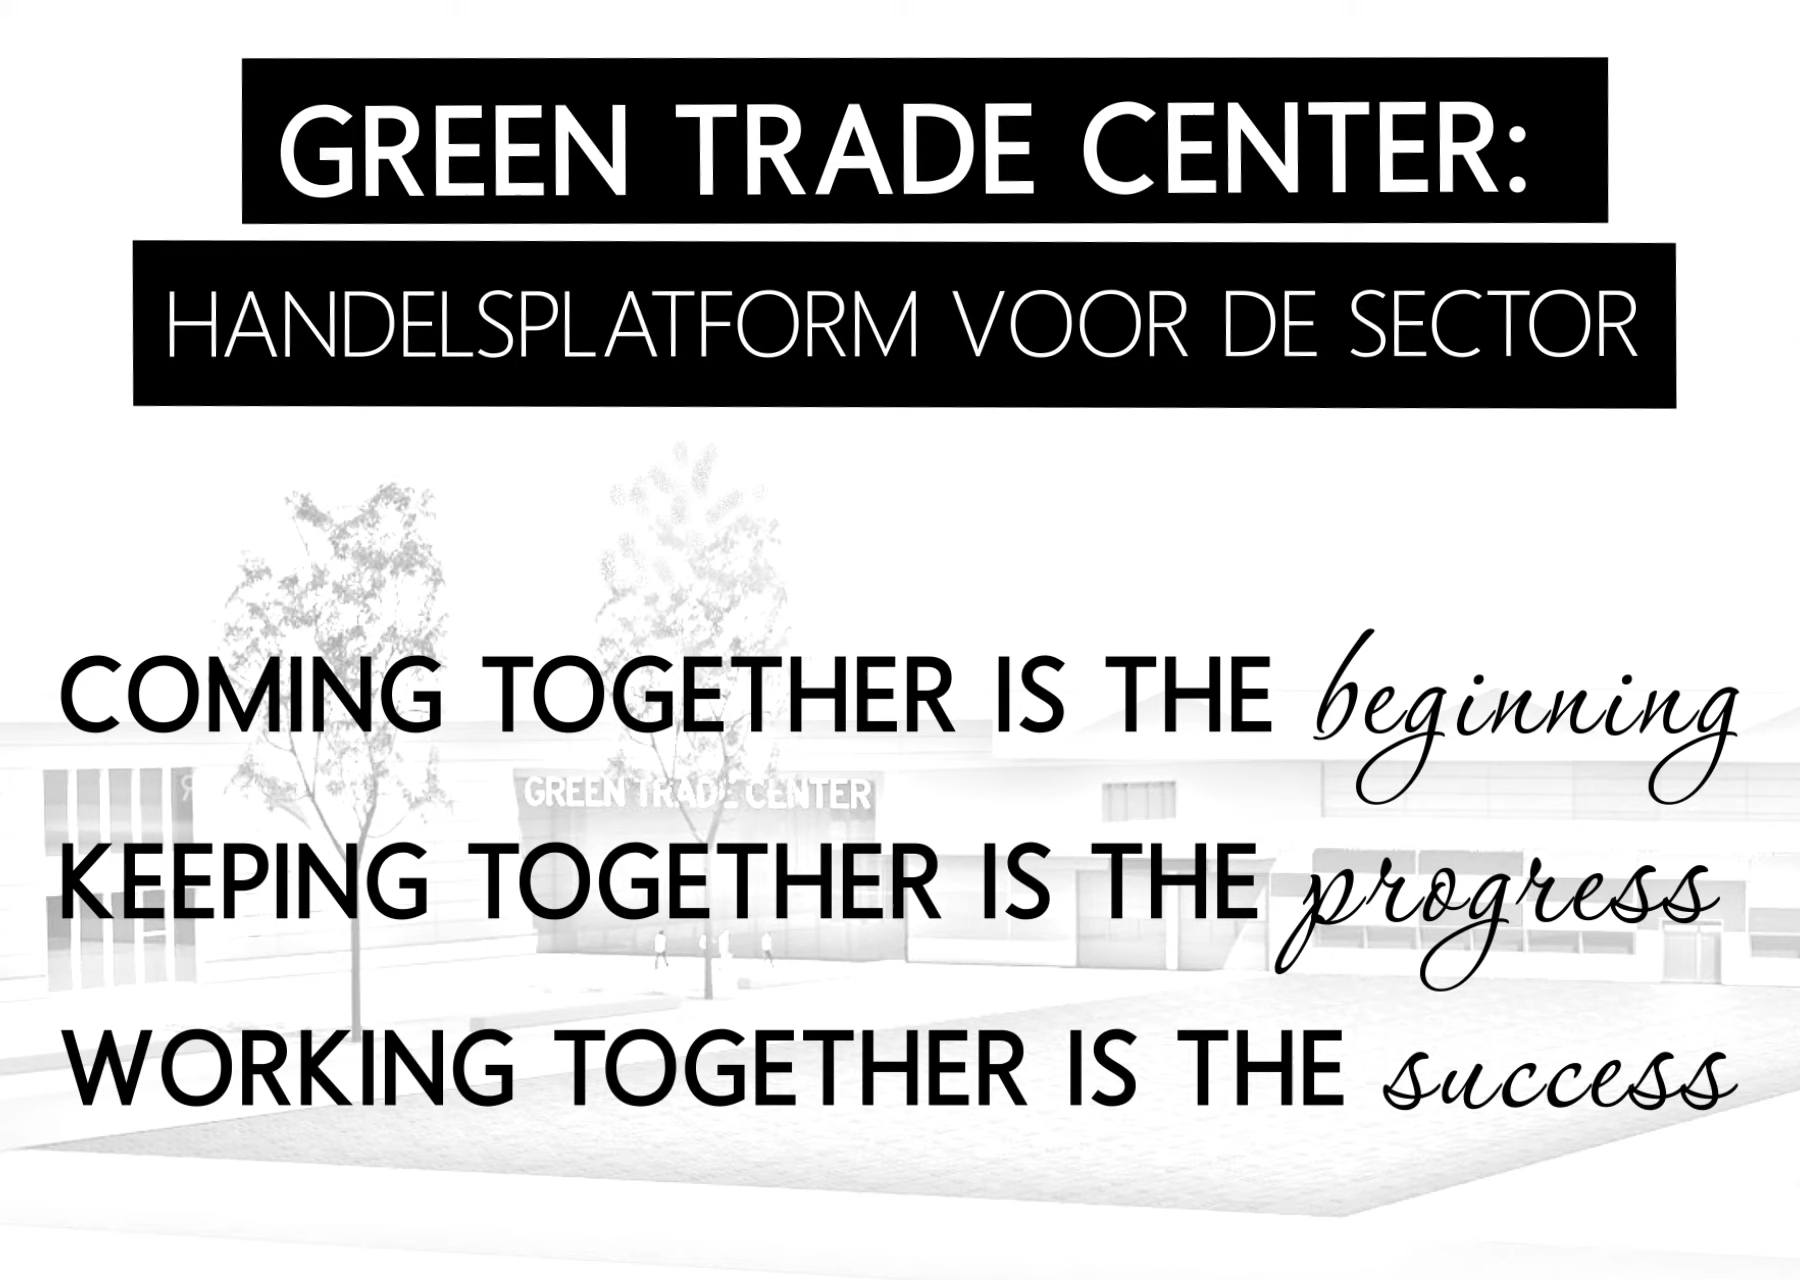 GREEN TRADE CENTER:
HANDELSPLATFORM VOOR DE SECTOR
COMING TOGETHER IS THE beginning
GREEN TRADE CENTER
KEEPING TOGETHER IS THE progress
WORKING TOGETHER IS THE success